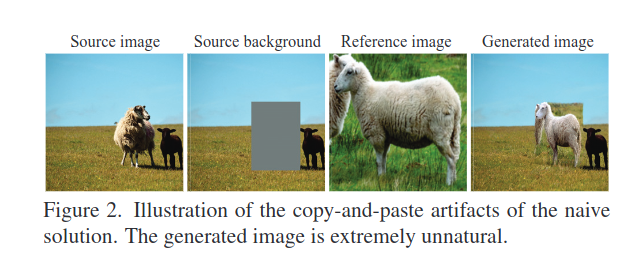 Source image Source background Reference image Generated image
Figure 2. Illustration of the copy-and-paste artifacts of the naive
solution. The generated image is extremely unnatural.